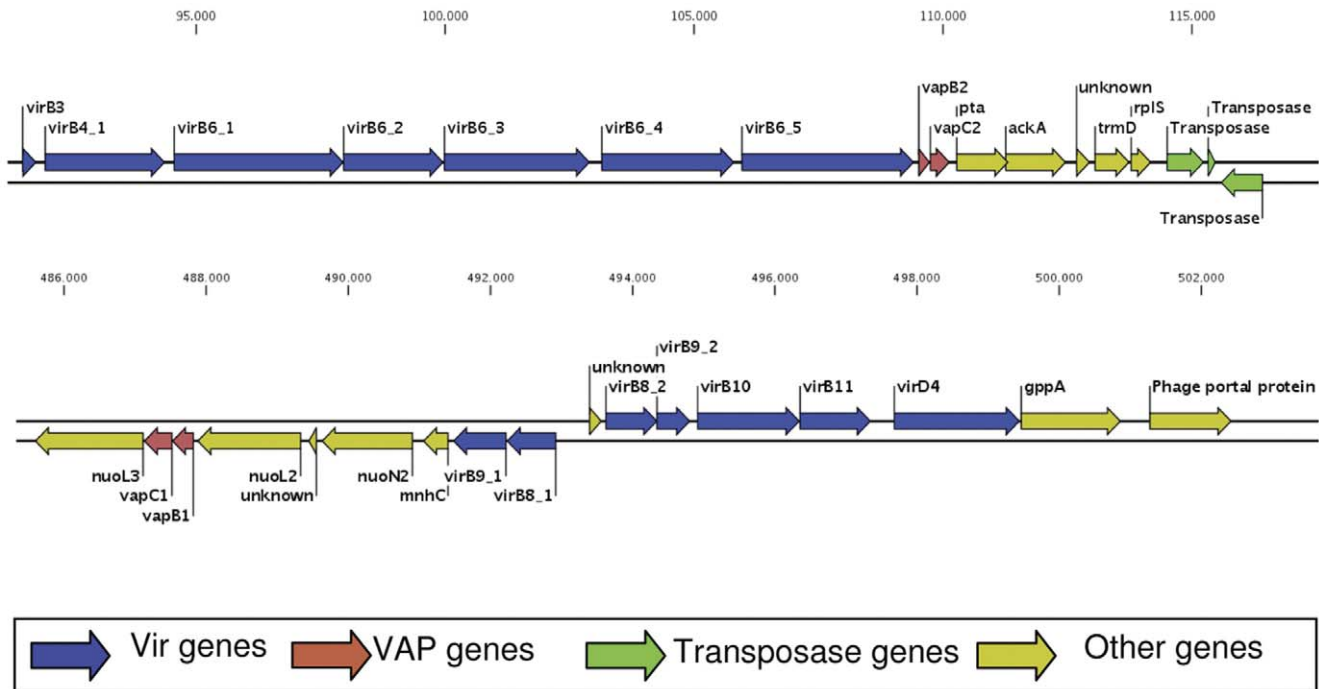 95.000 100.000 105.000 110.000 115.000
vapB2 unknown
virB3 pta rplS Transposase
virB4_1 virB6_1 virB6_2 virB6_3 virB6_4 virB6_5 vapC2 ackA trmD Transposase
Transposase
486.000 488.000 490.000 492.000 494.000 496.000 498.000 500.000 502.000
virB9_2
unknown
virB8_2 virB10 virB11 virD4 gppA Phage portal protein
nuoL3 nuoL2 nuoN2 virB9_1
vapC1 unknown mnhC virB8_1
vapB1
Vir genes VAP genes Transposase genes Other genes